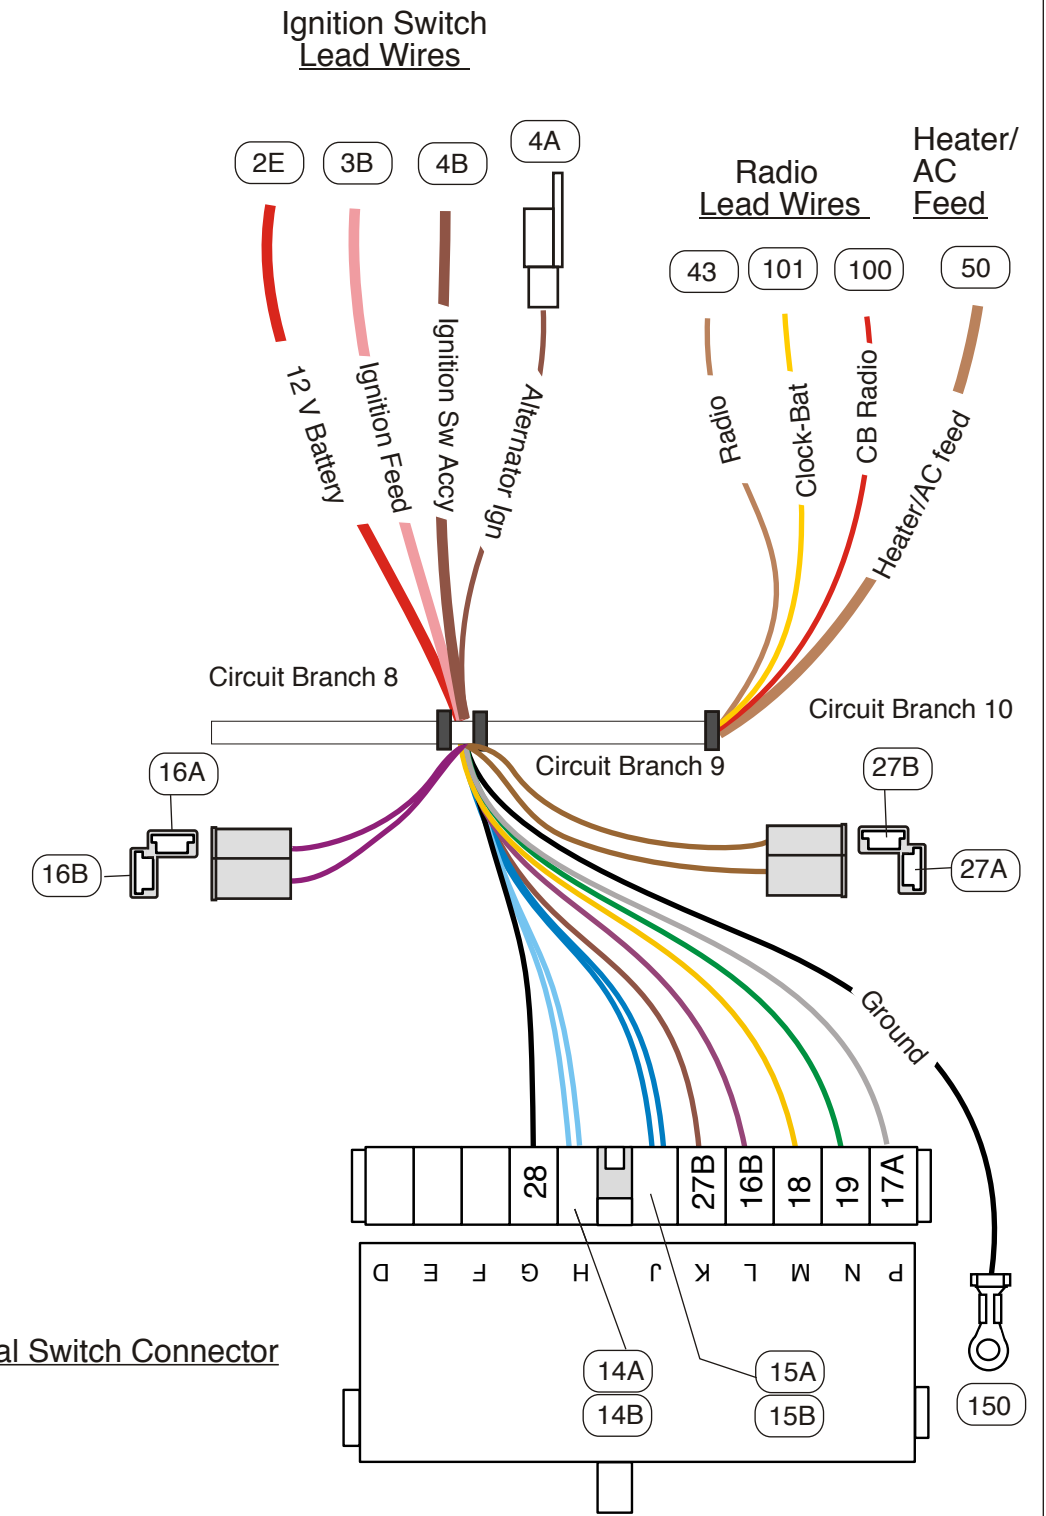 Ignition Switch
Lead Wires
2E
3B
4B
4A
Radio
Lead Wires
Heater/
AC
Feed
43
101
100
50
12 V Battery
Ignition Feed
Ignition Sw Accy
Alternator Ign
Radio
Clock-Bat
CB Radio
Heater/AC feed
Circuit Branch 8
Circuit Branch 10
Circuit Branch 9
16A
16B
27B
27A
Ground
28
27B
16B
18
19
17A
D
E
F
G
H
J
K
L
M
N
P
al Switch Connector
14A
14B
15A
15B
150